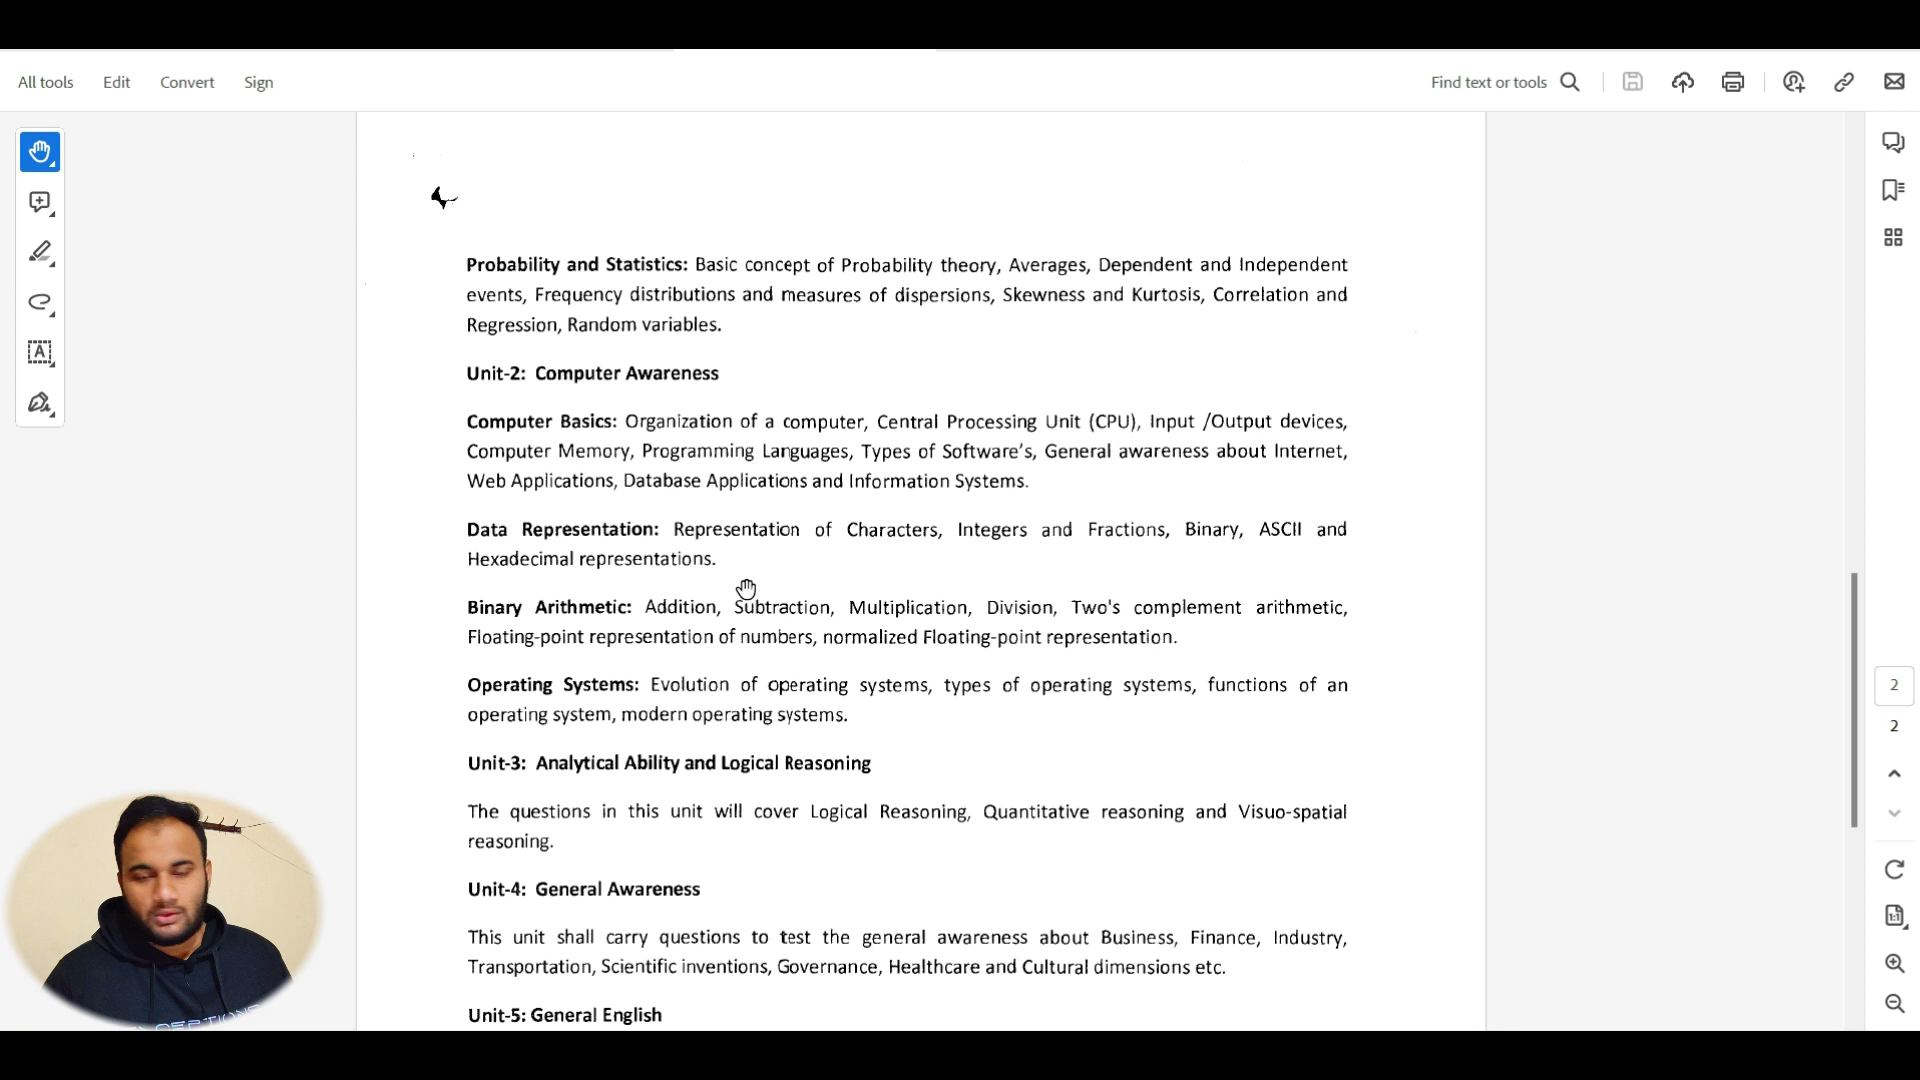 All tools Edit Convert Sign Find text or tools
Probability and Statistics: Basic concept of Probability theory, Averages, Dependent and Independent
events, Frequency distributions and measures of dispersions, Skewness and Kurtosis, Correlation and
Regression, Random variables.
Unit-2: Computer Awareness
Computer Basics: Organization of a computer, Central Processing Unit (CPU), Input /Output devices,
Computer Memory, Programming Languages, Types of Software's, General awareness about Internet,
Web Applications, Database Applications and Information Systems.
Data Representation: Representation of Characters, Integers and Fractions, Binary, ASCII and
Hexadecimal representations.
Binary Arithmetic: Addition, Subtraction, Multiplication, Division, Two's complement arithmetic,
Floating-point representation of numbers, normalized Floating-point representation.
Operating Systems: Evolution of operating systems, types of operating systems, functions of an
operating system, modern operating systems.
Unit-3: Analytical Ability and Logical Reasoning
The questions in this unit will cover Logical Reasoning, Quantitative reasoning and Visuo-spatial
reasoning.
Unit-4: General Awareness
This unit shall carry questions to test the general awareness about Business, Finance, Industry,
Transportation, Scientific inventions, Governance, Healthcare and Cultural dimensions etc.
Unit-5: General English
2
2